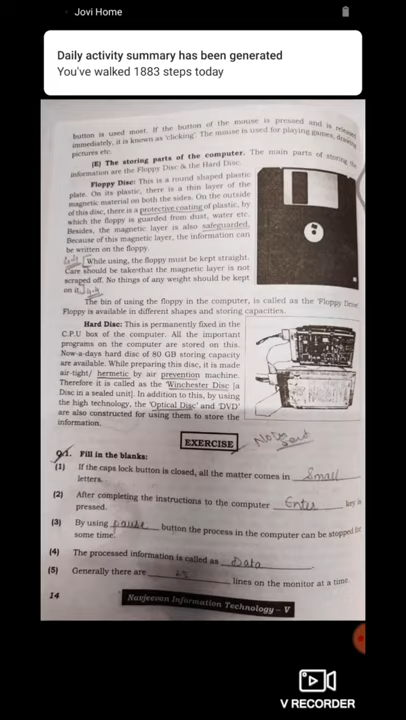 Jovi Home
Daily activity summary has been generated
You've walked 1883 steps today
button is used most. If the button of the mouse is pressed and is released
immediately, it is known as 'clicking'. The mouse is used for playing games, drawing
pictures etc.
(E) The storing parts of the computer. The main parts of storing the
information are the Floppy Disc & the Hard Disc.
Floppy Disc: This is a round shaped plastic
plate. On its plastic, there is a thin layer of the
magnetic material on both the sides. On the outside
of this disc, there is a protective coating of plastic, by
which the floppy is guarded from dust, water etc.
Besides, the magnetic layer is also safeguarded.
Because of this magnetic layer, the information can
be written on the floppy.
While using, the floppy must be kept straight.
Care should be taken that the magnetic layer is not
scraped off. No things of any weight should be kept
on it.
The bin of using the floppy in the computer, is called as the 'Floppy Drive'
Floppy is available in different shapes and storing capacities.
Hard Disc: This is permanently fixed in the
C.P.U box of the computer. All the important
programs on the computer are stored on this.
Now-a-days hard disc of 80 GB storing capacity
are available. While preparing this disc, it is made
air-tight/ hermetic by air prevention machine.
Therefore it is called as the 'Winchester Disc [a
Disc in a sealed unit]. In addition to this, by using
the high technology, the 'Optical Disc' and 'DVD'
are also constructed for using them to store the
information.
EXERCISE
Q.1. Fill in the blanks:
(1) If the caps lock button is closed, all the matter comes in Small
letters.
(2) After completing the instructions to the computer Enter key is
pressed.
(3) By using pause button the process in the computer can be stopped for
some time.
(4) The processed information is called as Data.
(5) Generally there are 25 lines on the monitor at a time.
14
Navjeevan Information Technology - V
V RECORDER